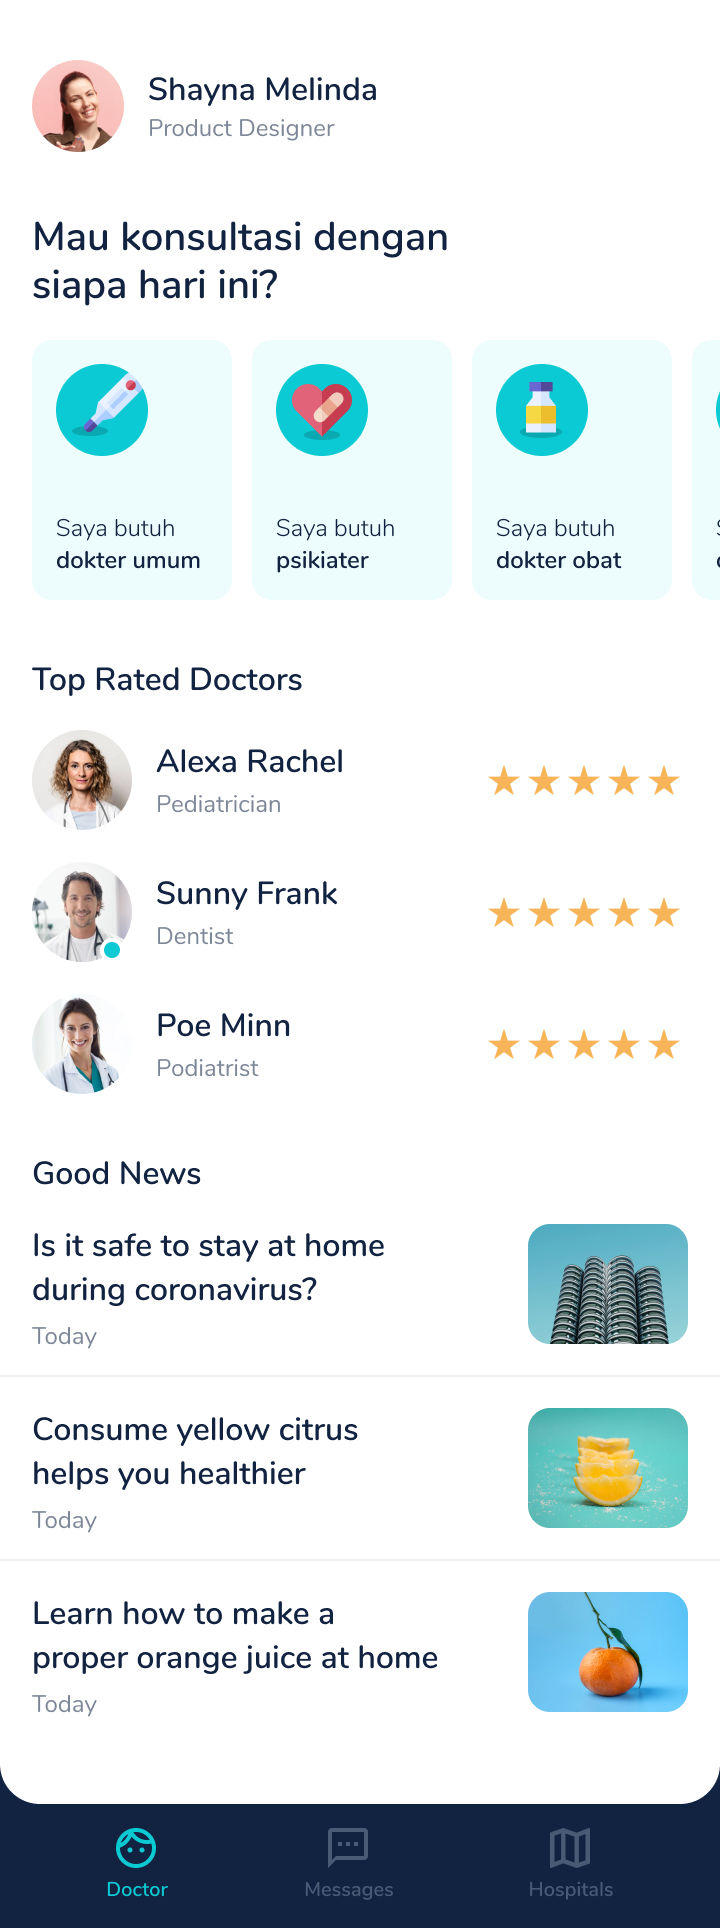 Shayna Melinda
Product Designer
Mau konsultasi dengan
siapa hari ini?
Saya butuh
dokter umum
Saya butuh
psikiater
Saya butuh
dokter obat
Top Rated Doctors
Alexa Rachel
Pediatrician
Sunny Frank
Dentist
Poe Minn
Podiatrist
Good News
Is it safe to stay at home
during coronavirus?
Today
Consume yellow citrus
helps you healthier
Today
Learn how to make a
proper orange juice at home
Today
Doctor
Messages
Hospitals